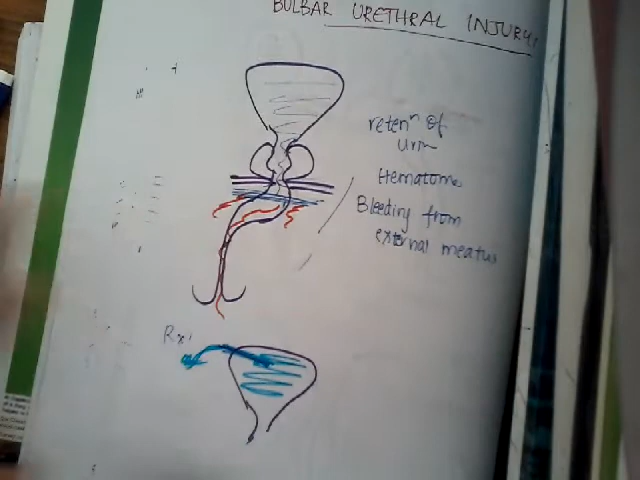 BULBAR URETHRAL INJURY
retenⁿ of
urin
Hematoma
Bleeding from
external meatus
Rx'